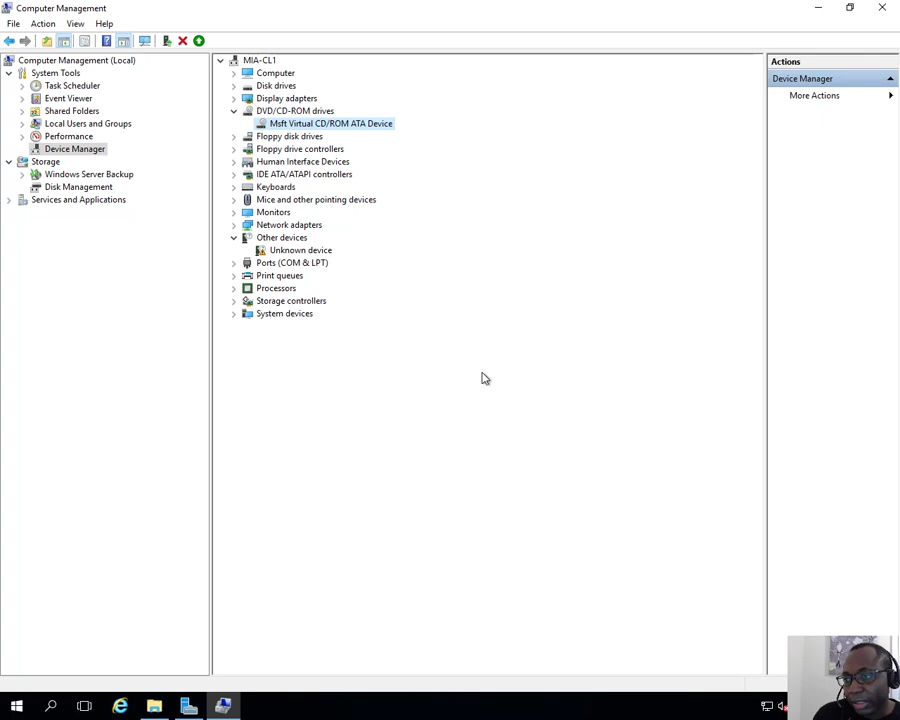 Computer Management
File Action View Help
Computer Management (Local)
System Tools
Task Scheduler
Event Viewer
Shared Folders
Local Users and Groups
Performance
Device Manager
Storage
Windows Server Backup
Disk Management
Services and Applications
MIA-CL1
Computer
Disk drives
Display adapters
DVD/CD-ROM drives
Msft Virtual CD/ROM ATA Device
Floppy disk drives
Floppy drive controllers
Human Interface Devices
IDE ATA/ATAPI controllers
Keyboards
Mice and other pointing devices
Monitors
Network adapters
Other devices
Unknown device
Ports (COM & LPT)
Print queues
Processors
Storage controllers
System devices
Actions
Device Manager
More Actions